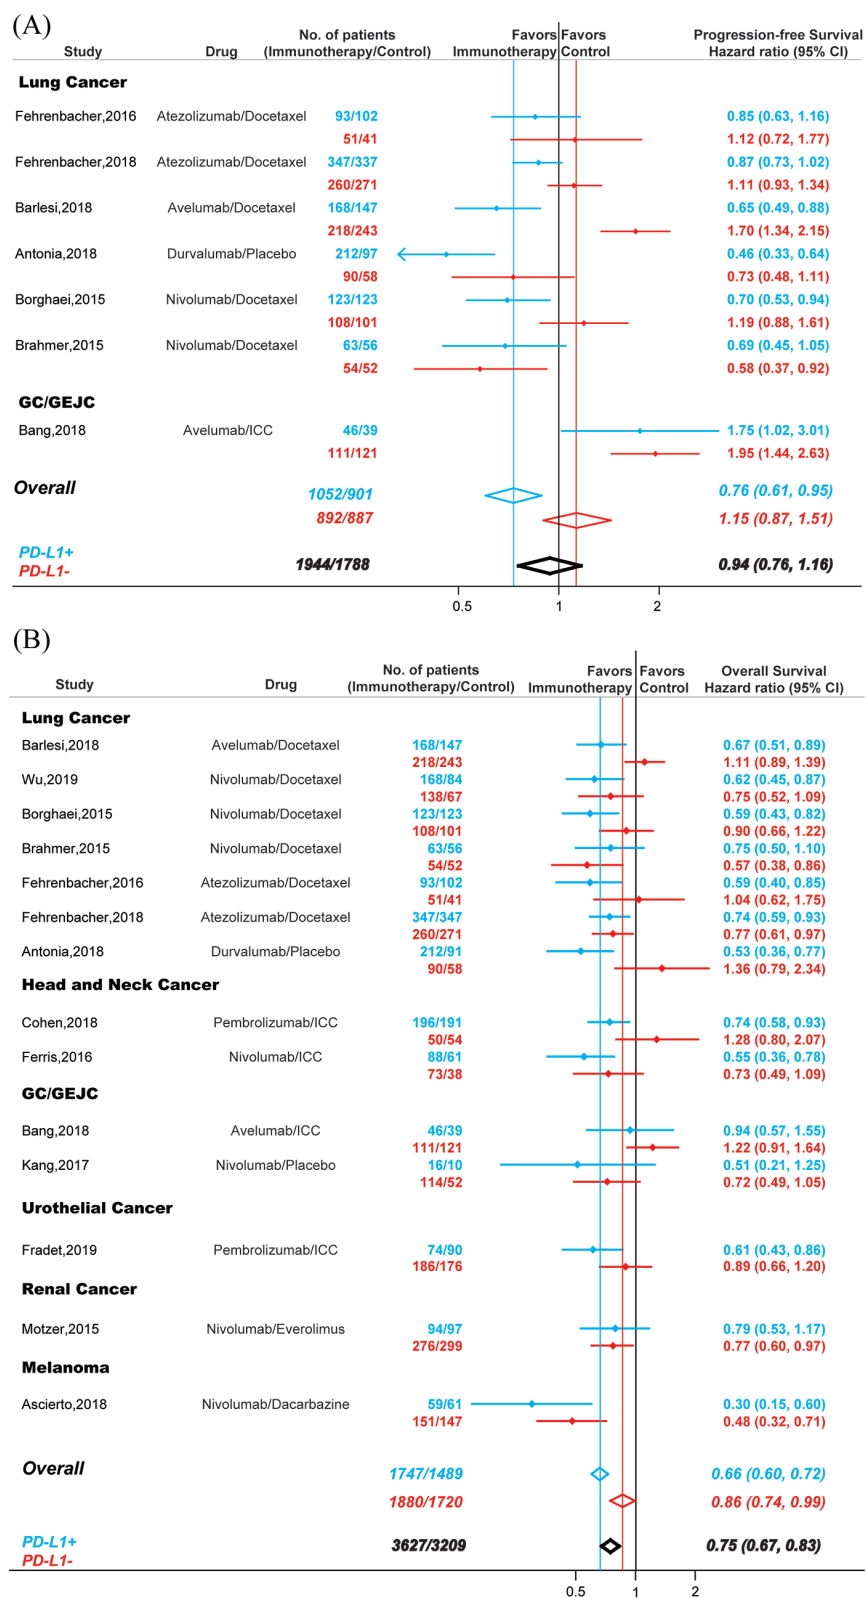 (A)
No. of patients Favors Favors Progression-free Survival
Study Drug (Immunotherapy/Control) Immunotherapy Control Hazard ratio (95% CI)
Lung Cancer
Fehrenbacher,2016 Atezolizumab/Docetaxel 93/102 0.85 (0.63, 1.16)
51/41 1.12 (0.72, 1.77)
Fehrenbacher,2018 Atezolizumab/Docetaxel 347/337 0.87 (0.73, 1.02)
260/271 1.11 (0.93, 1.34)
Barlesi,2018 Avelumab/Docetaxel 168/147 0.65 (0.49, 0.88)
218/243 1.70 (1.34, 2.15)
Antonia,2018 Durvalumab/Placebo 212/97 0.46 (0.33, 0.64)
90/58 0.73 (0.48, 1.11)
Borghaei,2015 Nivolumab/Docetaxel 123/123 0.70 (0.53, 0.94)
108/101 1.19 (0.88, 1.61)
Brahmer,2015 Nivolumab/Docetaxel 63/56 0.69 (0.45, 1.05)
54/52 0.58 (0.37, 0.92)
GC/GEJC
Bang,2018 Avelumab/ICC 46/39 1.75 (1.02, 3.01)
111/121 1.95 (1.44, 2.63)
Overall 1052/901 0.76 (0.61, 0.95)
892/887 1.15 (0.87, 1.51)
PD-L1+
PD-L1- 1944/1788 0.94 (0.76, 1.16)
0.5 1 2
(B)
No. of patients Favors Favors Overall Survival
Study Drug (Immunotherapy/Control) Immunotherapy Control Hazard ratio (95% CI)
Lung Cancer
Barlesi,2018 Avelumab/Docetaxel 168/147 0.67 (0.51, 0.89)
218/243 1.11 (0.89, 1.39)
Wu,2019 Nivolumab/Docetaxel 168/84 0.62 (0.45, 0.87)
138/67 0.75 (0.52, 1.09)
Borghaei,2015 Nivolumab/Docetaxel 123/123 0.59 (0.43, 0.82)
108/101 0.90 (0.66, 1.22)
Brahmer,2015 Nivolumab/Docetaxel 63/56 0.75 (0.50, 1.10)
54/52 0.57 (0.38, 0.86)
Fehrenbacher,2016 Atezolizumab/Docetaxel 93/102 0.59 (0.40, 0.85)
51/41 1.04 (0.62, 1.75)
Fehrenbacher,2018 Atezolizumab/Docetaxel 347/347 0.74 (0.59, 0.93)
260/271 0.77 (0.61, 0.97)
Antonia,2018 Durvalumab/Placebo 212/91 0.53 (0.36, 0.77)
90/58 1.36 (0.79, 2.34)
Head and Neck Cancer
Cohen,2018 Pembrolizumab/ICC 196/191 0.74 (0.58, 0.93)
50/54 1.28 (0.80, 2.07)
Ferris,2016 Nivolumab/ICC 88/61 0.55 (0.36, 0.78)
73/38 0.73 (0.49, 1.09)
GC/GEJC
Bang,2018 Avelumab/ICC 46/39 0.94 (0.57, 1.55)
111/121 1.22 (0.91, 1.64)
Kang,2017 Nivolumab/Placebo 16/10 0.51 (0.21, 1.25)
114/52 0.72 (0.49, 1.05)
Urothelial Cancer
Fradet,2019 Pembrolizumab/ICC 74/90 0.61 (0.43, 0.86)
186/176 0.89 (0.66, 1.20)
Renal Cancer
Motzer,2015 Nivolumab/Everolimus 94/97 0.79 (0.53, 1.17)
276/299 0.77 (0.60, 0.97)
Melanoma
Ascierto,2018 Nivolumab/Dacarbazine 59/61 0.30 (0.15, 0.60)
151/147 0.48 (0.32, 0.71)
Overall 1747/1489 0.66 (0.60, 0.72)
1880/1720 0.86 (0.74, 0.99)
PD-L1+ 3627/3209 0.75 (0.67, 0.83)
PD-L1-
0.5 1 2